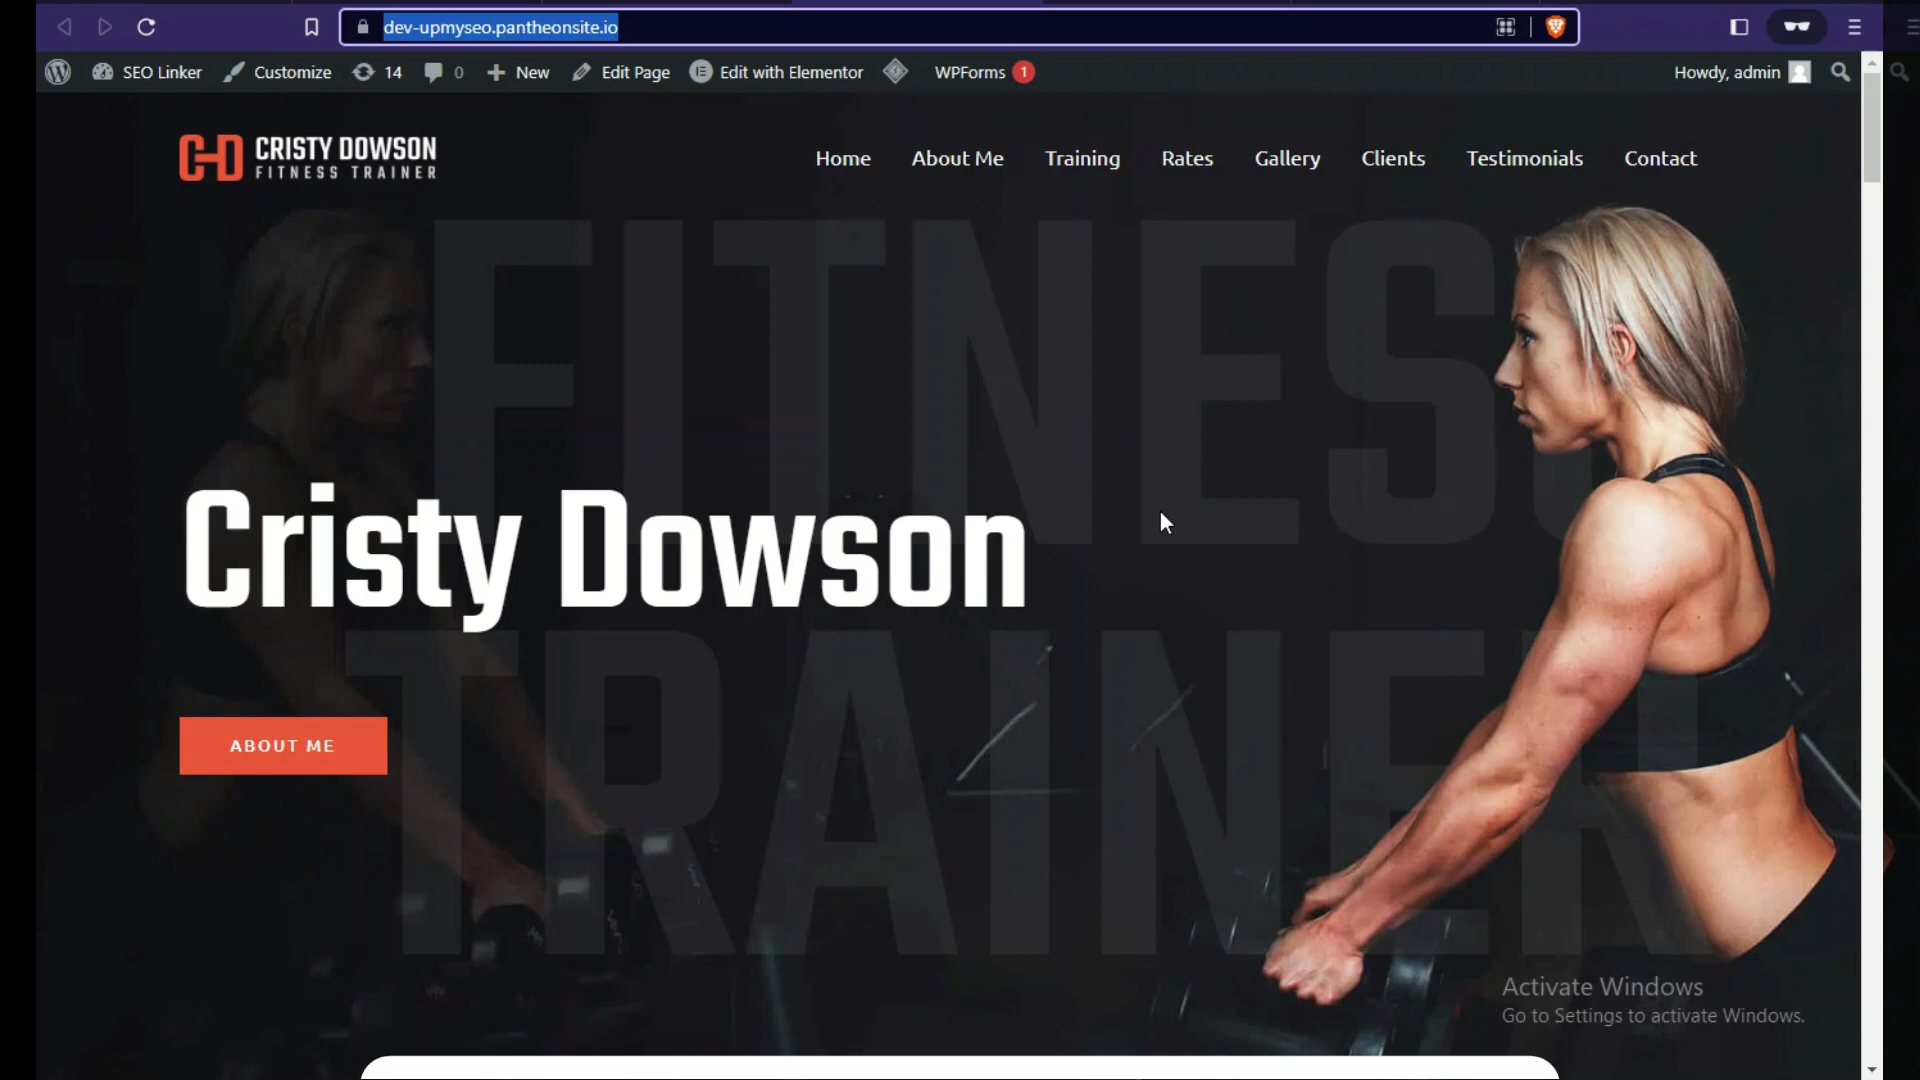 dev-upmyseo.pantheonsite.io
SEO Linker Customize 14 0 New Edit Page Edit with Elementor WPForms 1 Howdy, admin
CRISTY DOWSON
FITNESS TRAINER
Home About Me Training Rates Gallery Clients Testimonials Contact
FITNESS
Cristy Dowson
TRAINER
ABOUT ME
Activate Windows
Go to Settings to activate Windows.